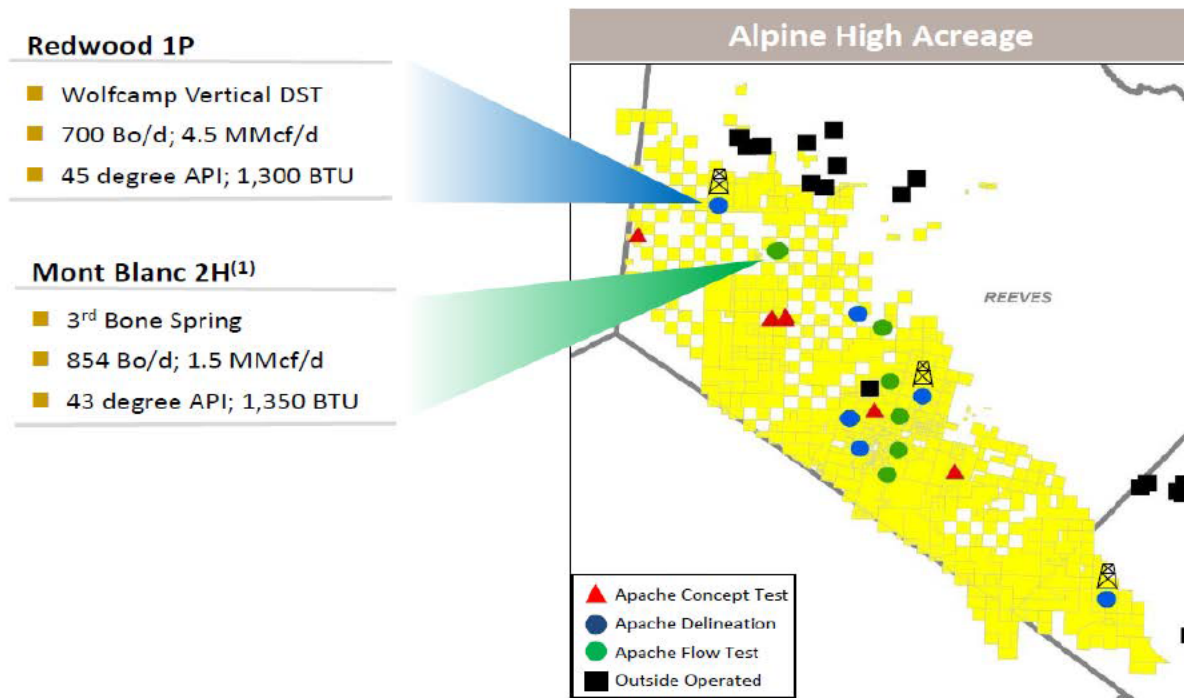 Redwood 1P
Wolfcamp Vertical DST
700 Bo/d; 4.5 MMcf/d
45 degree API; 1,300 BTU
Mont Blanc 2H(1)
3rd Bone Spring
854 Bo/d; 1.5 MMcf/d
43 degree API; 1,350 BTU
Alpine High Acreage
REEVES
Apache Concept Test
Apache Delineation
Apache Flow Test
Outside Operated